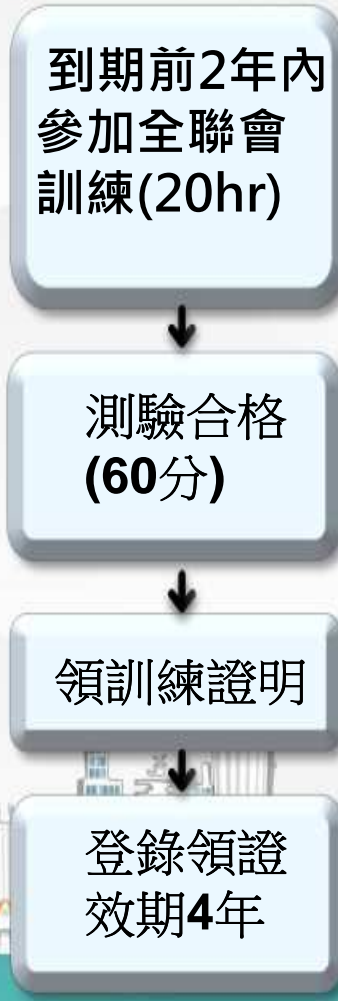 到期前2年內
參加全聯會
訓練(20hr)
測驗合格
(60分)
領訓練證明
登錄領證
效期4年